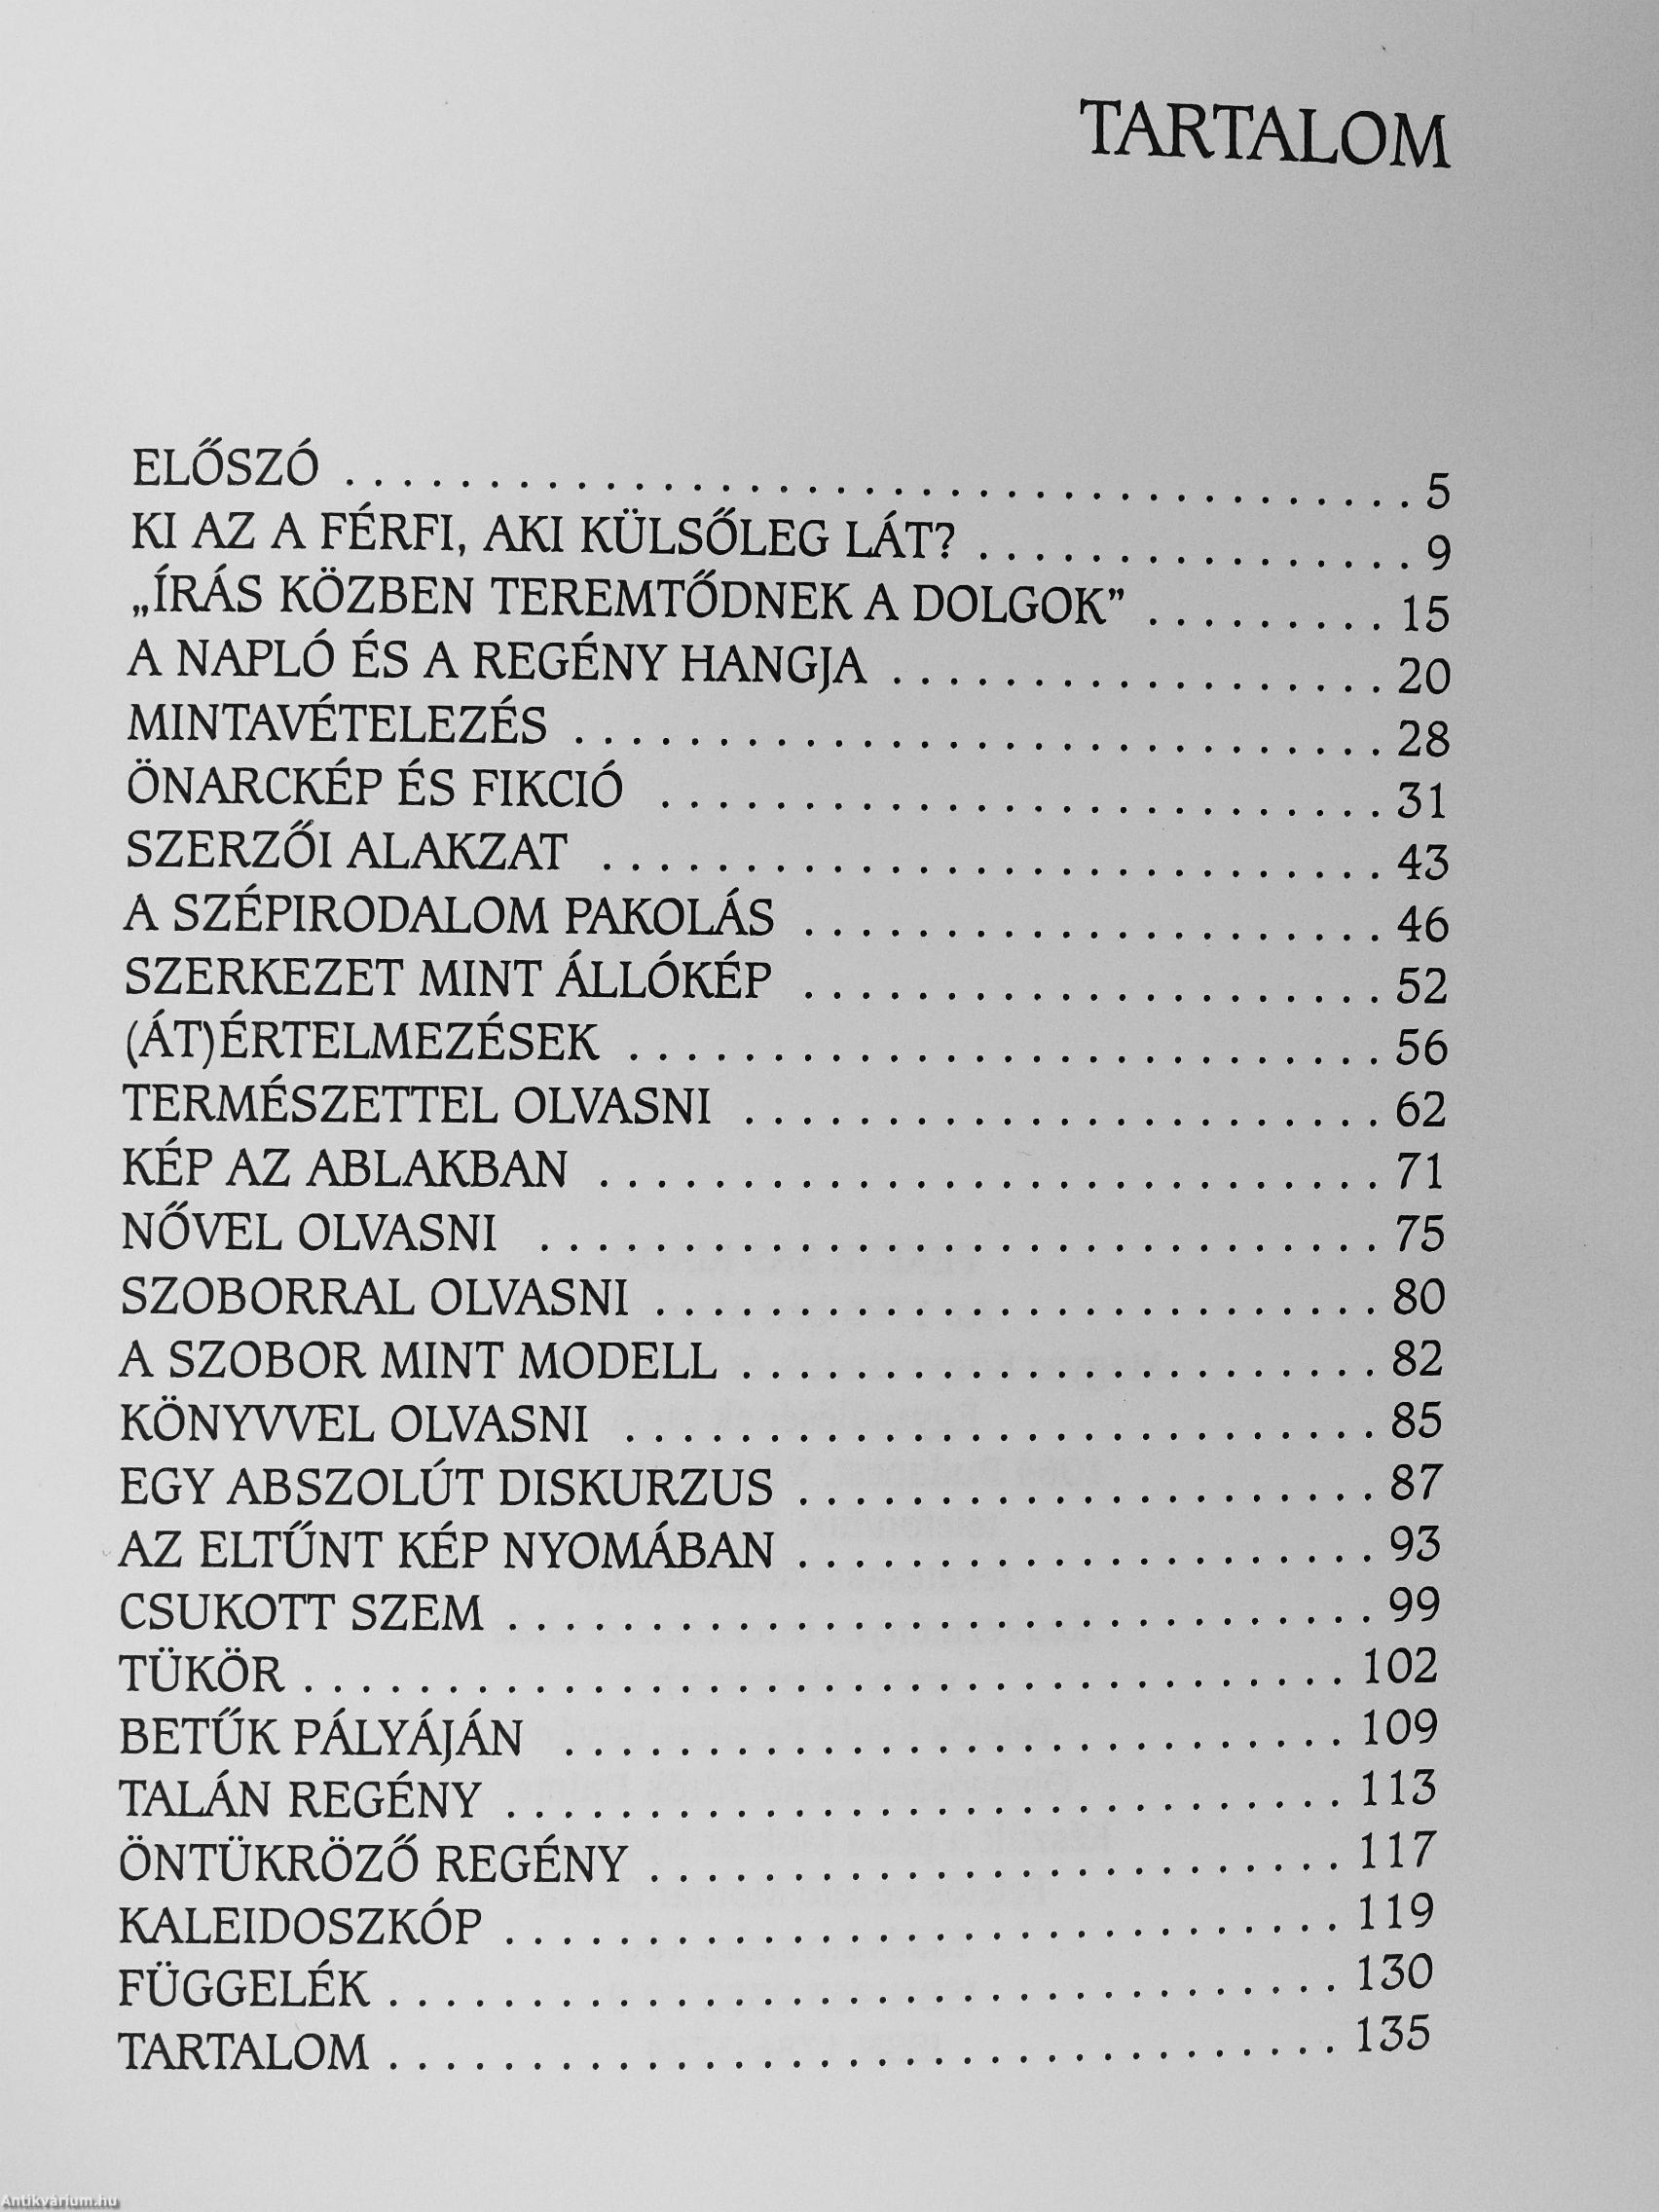 TARTALOM
ELŐSZÓ . . . . . . . . . . . . . . . . . . . . . . . . . . . . . . . . . . . . . . 5
KI AZ A FÉRFI, AKI KÜLSŐLEG LÁT? . . . . . . . . . . . . . . . . 9
„ÍRÁS KÖZBEN TEREMTŐDNEK A DOLGOK” . . . . . . . . . 15
A NAPLÓ ÉS A REGÉNY HANGJA . . . . . . . . . . . . . . . . . . 20
MINTAVÉTELEZÉS . . . . . . . . . . . . . . . . . . . . . . . . . . . . . 28
ÖNARCKÉP ÉS FIKCIÓ . . . . . . . . . . . . . . . . . . . . . . . . . . 31
SZERZŐI ALAKZAT . . . . . . . . . . . . . . . . . . . . . . . . . . . . 43
A SZÉPIRODALOM PAKOLÁS . . . . . . . . . . . . . . . . . . . . . 46
SZERKEZET MINT ÁLLÓKÉP . . . . . . . . . . . . . . . . . . . . . 52
(ÁT)ÉRTELMEZÉSEK . . . . . . . . . . . . . . . . . . . . . . . . . . . 56
TERMÉSZETTEL OLVASNI . . . . . . . . . . . . . . . . . . . . . . . 62
KÉP AZ ABLAKBAN . . . . . . . . . . . . . . . . . . . . . . . . . . . . 71
NŐVEL OLVASNI . . . . . . . . . . . . . . . . . . . . . . . . . . . . . . 75
SZOBORRAL OLVASNI . . . . . . . . . . . . . . . . . . . . . . . . . . 80
A SZOBOR MINT MODELL . . . . . . . . . . . . . . . . . . . . . . . 82
KÖNYVVEL OLVASNI . . . . . . . . . . . . . . . . . . . . . . . . . . . 85
EGY ABSZOLÚT DISKURZUS . . . . . . . . . . . . . . . . . . . . . 87
AZ ELTŰNT KÉP NYOMÁBAN . . . . . . . . . . . . . . . . . . . . . 93
CSUKOTT SZEM . . . . . . . . . . . . . . . . . . . . . . . . . . . . . . . 99
TÜKÖR . . . . . . . . . . . . . . . . . . . . . . . . . . . . . . . . . . . . . 102
BETŰK PÁLYÁJÁN . . . . . . . . . . . . . . . . . . . . . . . . . . . . 109
TALÁN REGÉNY . . . . . . . . . . . . . . . . . . . . . . . . . . . . . . 113
ÖNTÜKRÖZŐ REGÉNY . . . . . . . . . . . . . . . . . . . . . . . . . 117
KALEIDOSZKÓP . . . . . . . . . . . . . . . . . . . . . . . . . . . . . . 119
FÜGGELÉK . . . . . . . . . . . . . . . . . . . . . . . . . . . . . . . . . . 130
TARTALOM . . . . . . . . . . . . . . . . . . . . . . . . . . . . . . . . . . 135
Antikvárium.hu